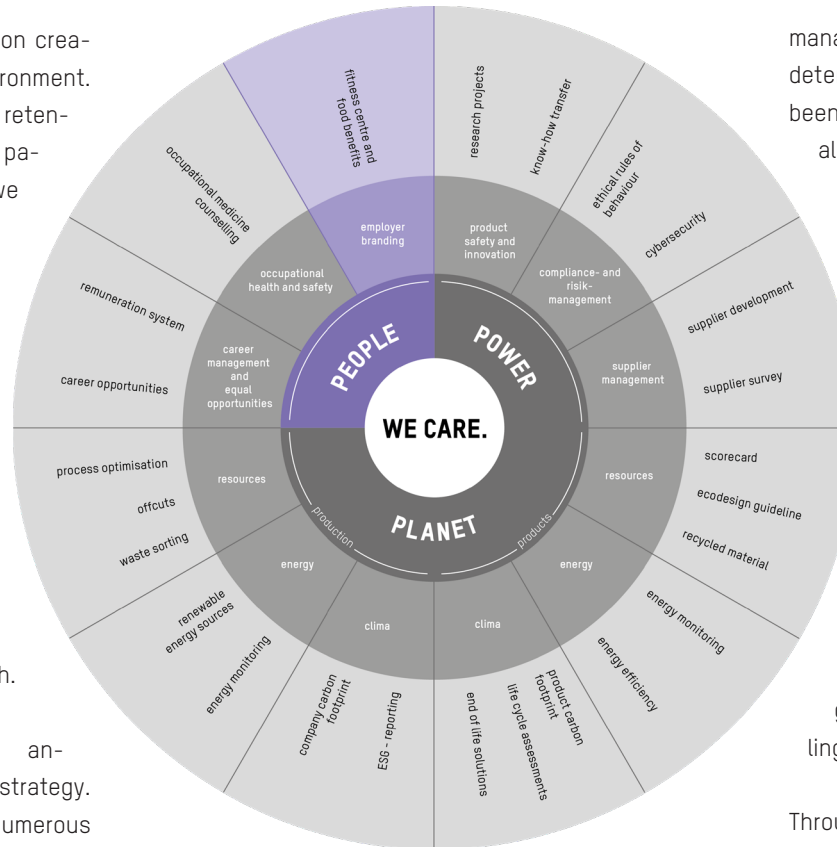 on crea-
ronment.
reten-
pa-
we
h.
an-
strategy.
umerous
mana
dete
been
al
g
ling
Throu
WE CARE.
PEOPLE
POWER
PLANET
production
products
employer
branding
fitness centre and
food benefits
product
safety and
innovation
research projects
know-how transfer
compliance- and
risk-
management
ethical rules of
behaviour
cybersecurity
supplier
management
supplier development
supplier survey
resources
scorecard
ecodesign guideline
recycled material
energy
energy monitoring
energy efficiency
clima
product carbon
footprint
life cycle assessments
end of life solutions
clima
ESG - reporting
company carbon
footprint
energy
energy monitoring
renewable
energy sources
resources
waste sorting
offcuts
process optimisation
career
management
and
equal
opportunities
career opportunities
remuneration system
occupational
health and safety
occupational medicine
counselling